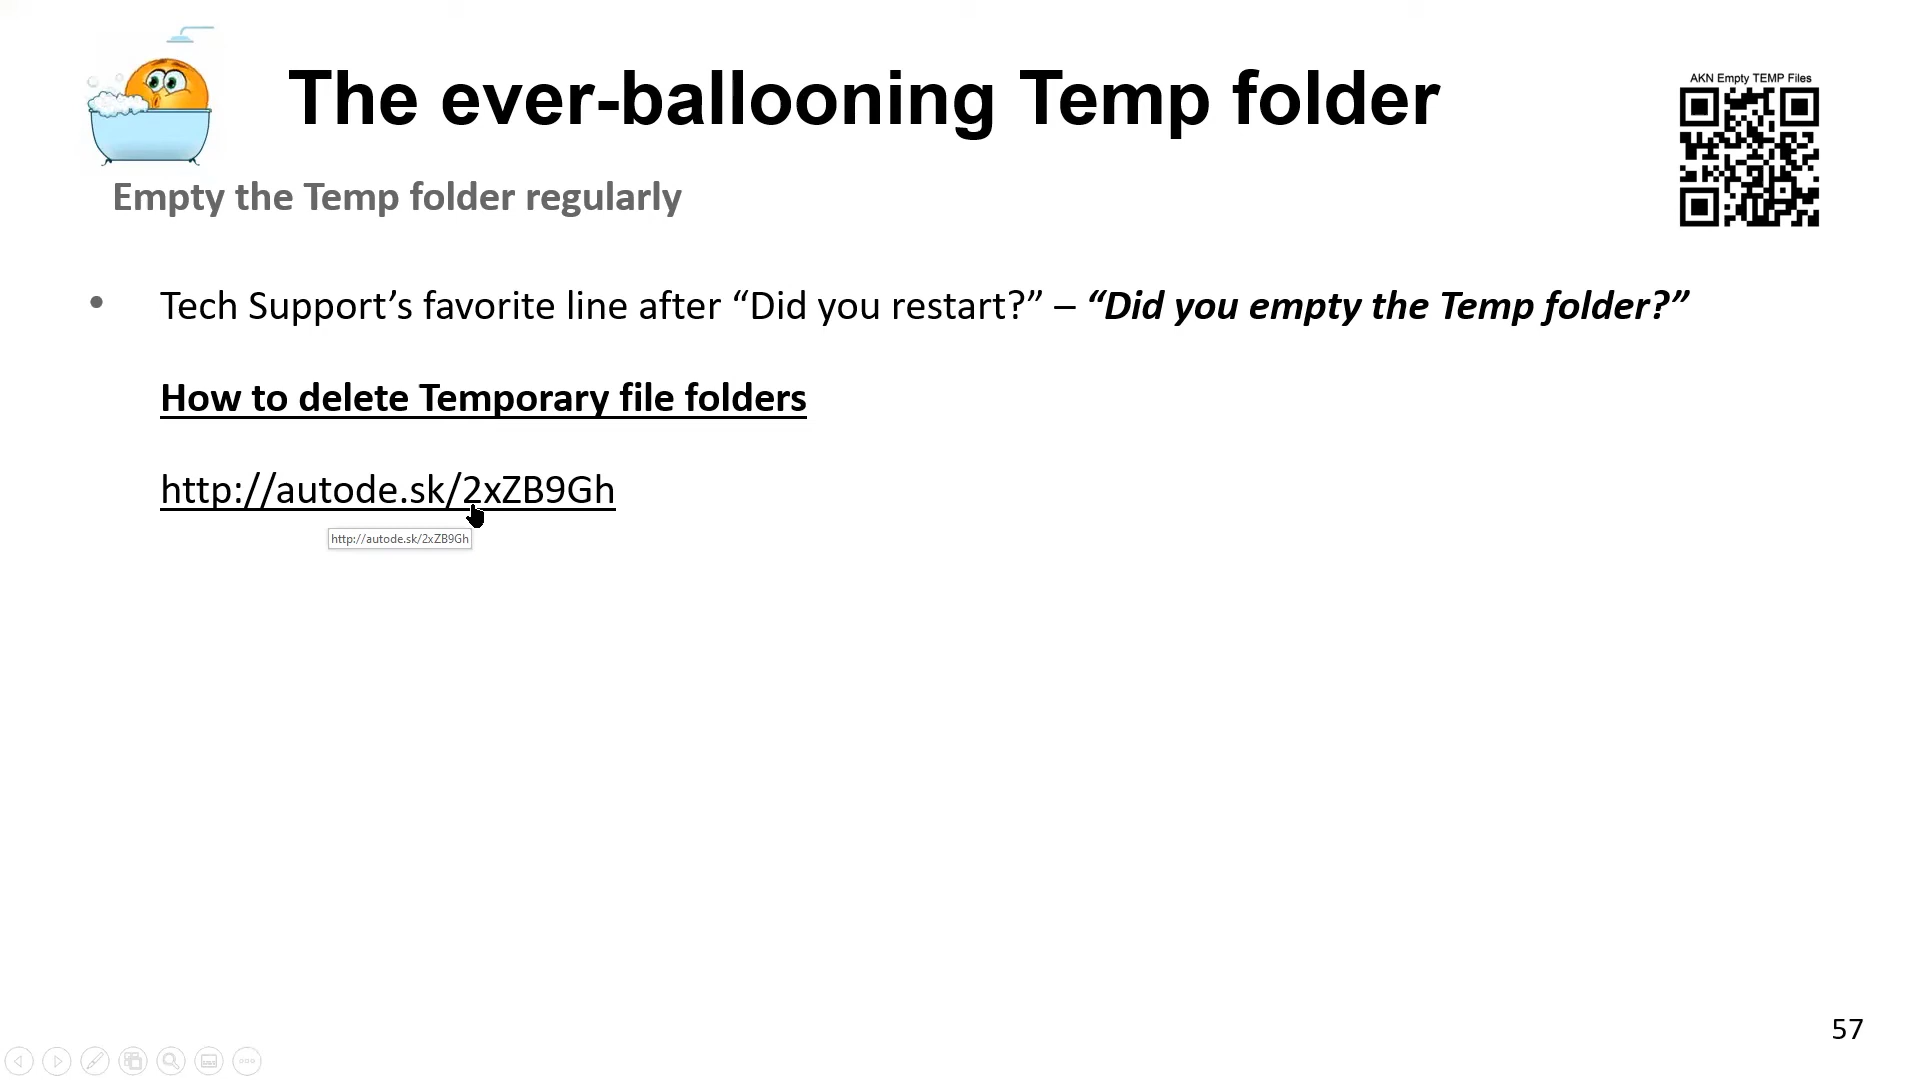 The ever-ballooning Temp folder
AKN Empty TEMP Files
Empty the Temp folder regularly
• Tech Support’s favorite line after “Did you restart?” – “Did you empty the Temp folder?”
How to delete Temporary file folders
http://autode.sk/2xZB9Gh
http://autode.sk/2xZB9Gh
57